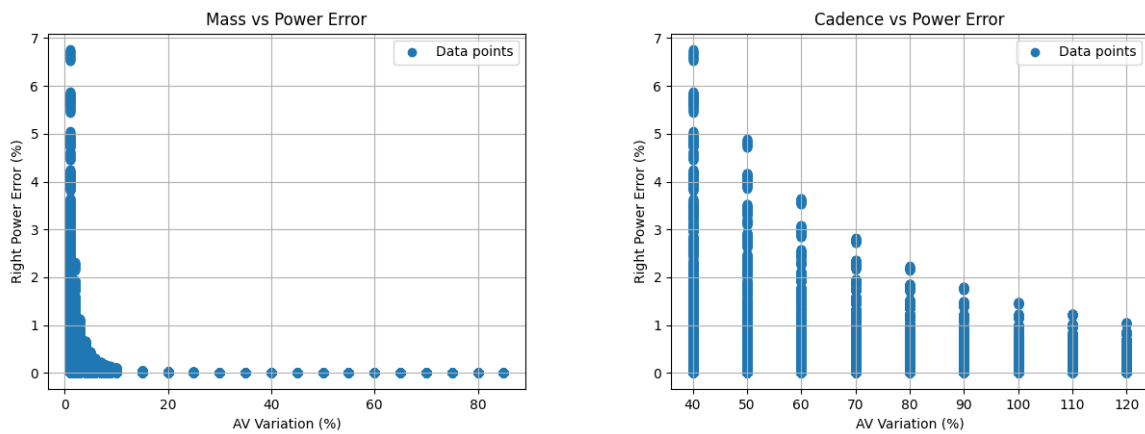 Mass vs Power Error
Data points
7
6
5
4
3
2
1
0
Right Power Error (%)
0 20 40 60 80
AV Variation (%)
Cadence vs Power Error
Data points
7
6
5
4
3
2
1
0
Right Power Error (%)
40 50 60 70 80 90 100 110 120
AV Variation (%)